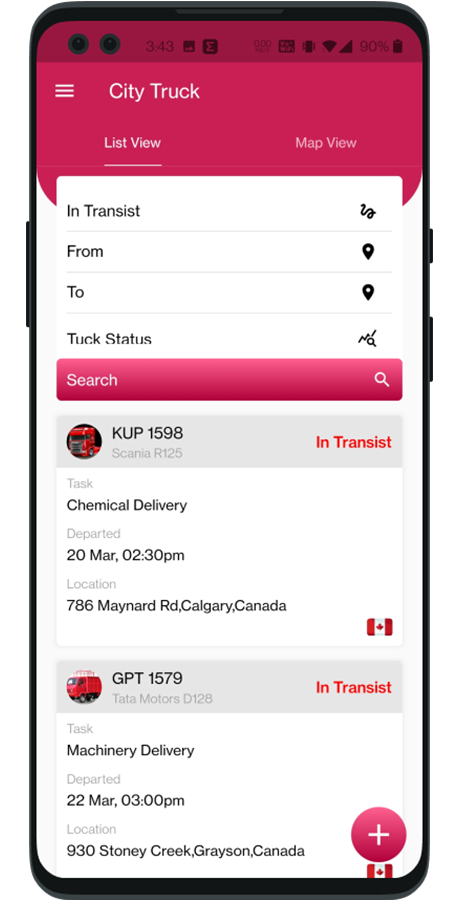 3:43 90%
City Truck
List View Map View
In Transist
From
To
Tuck Status
Search
KUP 1598
Scania R125
In Transist
Task
Chemical Delivery
Departed
20 Mar, 02:30pm
Location
786 Maynard Rd,Calgary,Canada
GPT 1579
Tata Motors D128
In Transist
Task
Machinery Delivery
Departed
22 Mar, 03:00pm
Location
930 Stoney Creek,Grayson,Canada